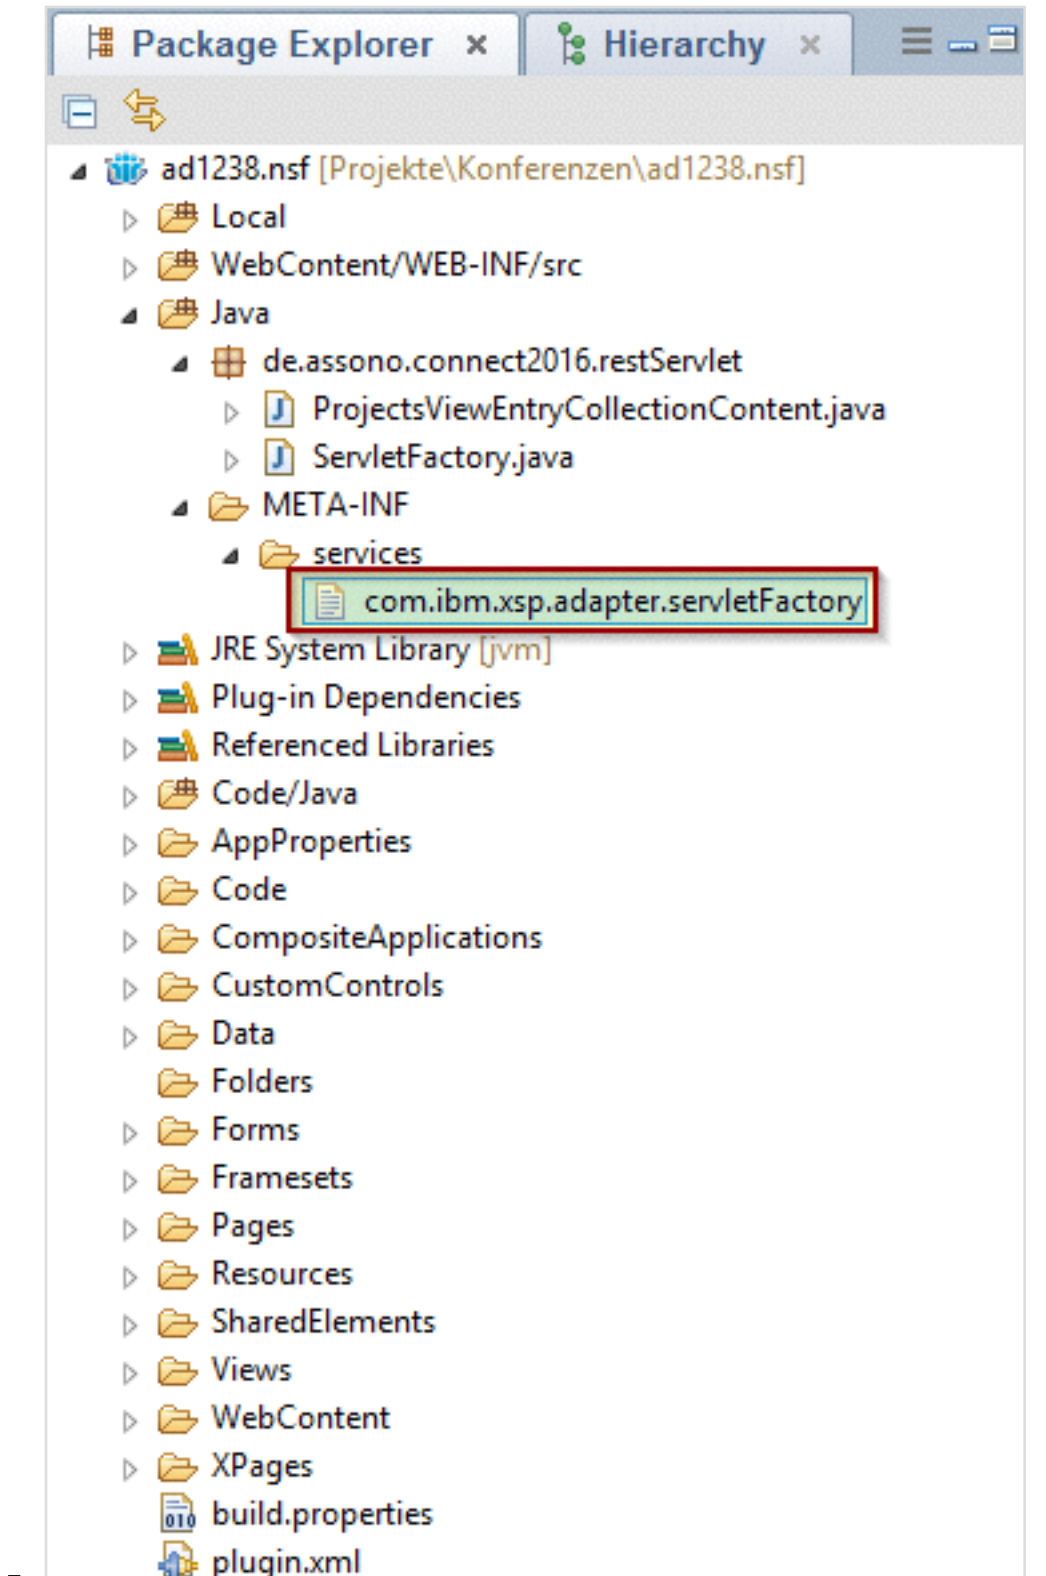 Package Explorer Hierarchy
ad1238.nsf [Projekte\Konferenzen\ad1238.nsf]
Local
WebContent/WEB-INF/src
Java
de.assono.connect2016.restServlet
ProjectsViewEntryCollectionContent.java
ServletFactory.java
META-INF
services
com.ibm.xsp.adapter.servletFactory
JRE System Library [jvm]
Plug-in Dependencies
Referenced Libraries
Code/Java
AppProperties
Code
CompositeApplications
CustomControls
Data
Folders
Forms
Framesets
Pages
Resources
SharedElements
Views
WebContent
XPages
build.properties
plugin.xml